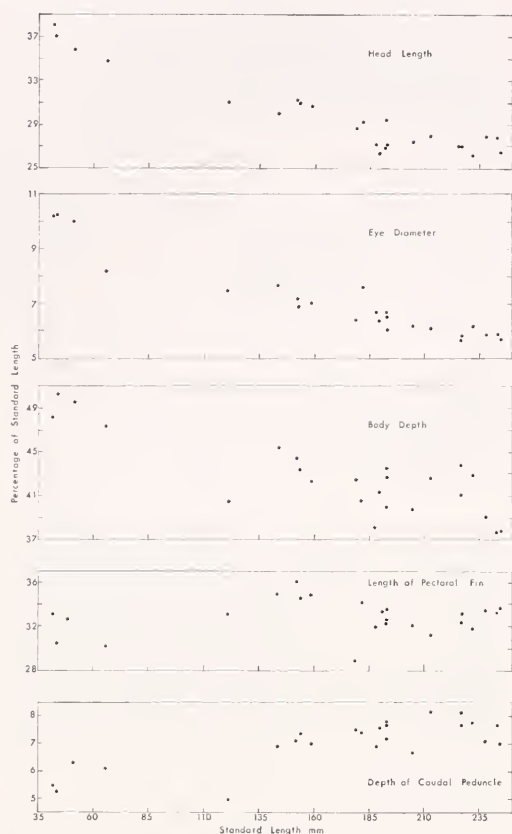 37
33
29
25
Head Length
11
9
7
5
Eye Diameter
Percentage of Standard Length
49
45
41
37
Body Depth
36
32
28
Length of Pectoral Fin
8
7
6
5
Depth of Caudal Peduncle
35 60 85 110 135 160 185 210 235
Standard Length mm